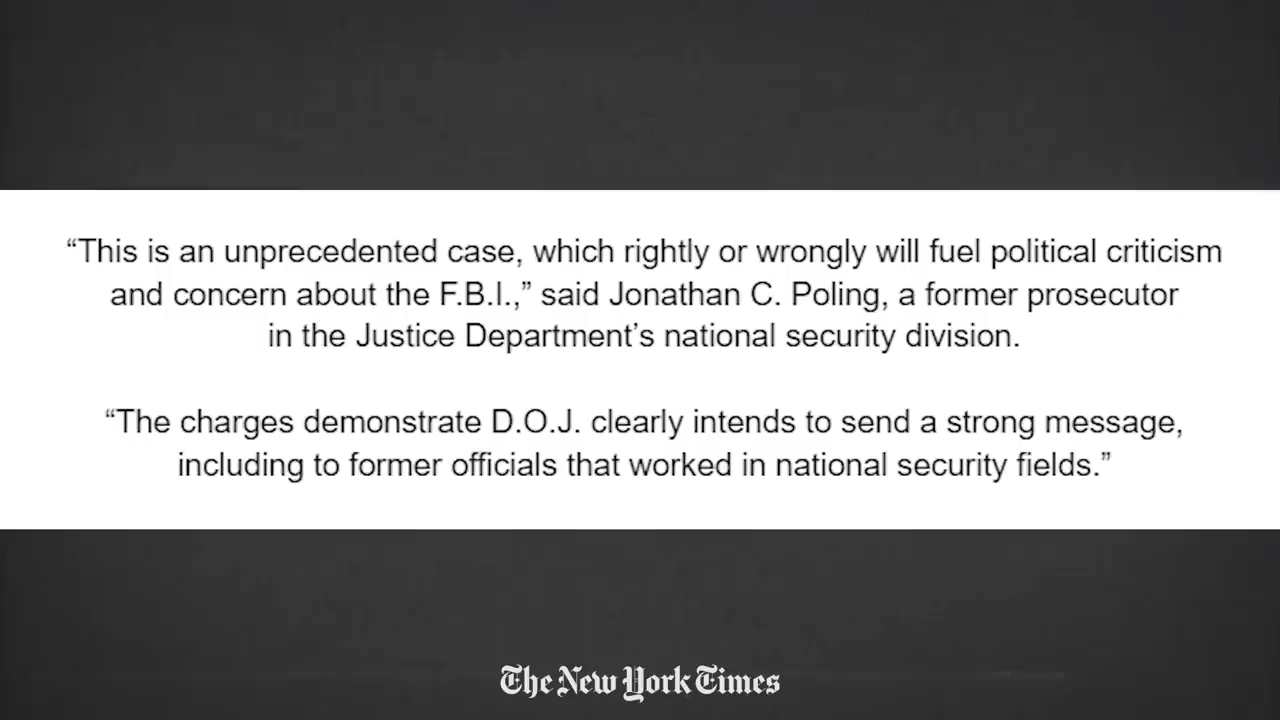 “This is an unprecedented case, which rightly or wrongly will fuel political criticism
and concern about the F.B.I.,” said Jonathan C. Poling, a former prosecutor
in the Justice Department’s national security division.
“The charges demonstrate D.O.J. clearly intends to send a strong message,
including to former officials that worked in national security fields.”
The New York Times